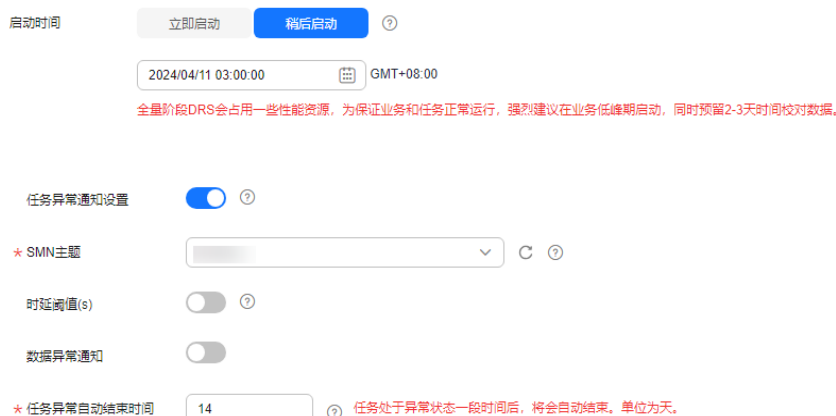 启动时间 立即启动 稍后启动
2024/04/11 03:00:00 GMT+08:00
全量阶段DRS会占用一些性能资源，为保证业务和任务正常运行，强烈建议在业务低峰期启动，同时预留2-3天时间校对数据。
任务异常通知设置
* SMN主题
时延阈值(s)
数据异常通知
* 任务异常自动结束时间 14 任务处于异常状态一段时间后，将会自动结束。单位为天。